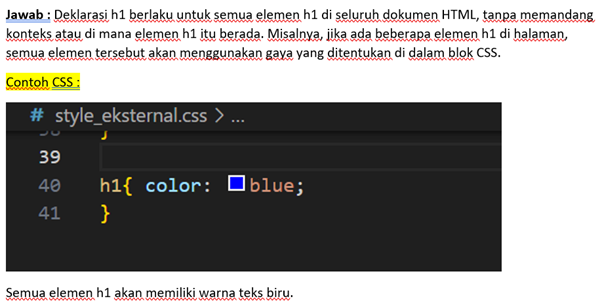 Jawab : Deklarasi h1 berlaku untuk semua elemen h1 di seluruh dokumen HTML, tanpa memandang
konteks atau di mana elemen h1 itu berada. Misalnya, jika ada beberapa elemen h1 di halaman,
semua elemen tersebut akan menggunakan gaya yang ditentukan di dalam blok CSS.
Contoh CSS :
# style_eksternal.css > ...
38 }
39
40 h1{ color: blue;
41 }
Semua elemen h1 akan memiliki warna teks biru.